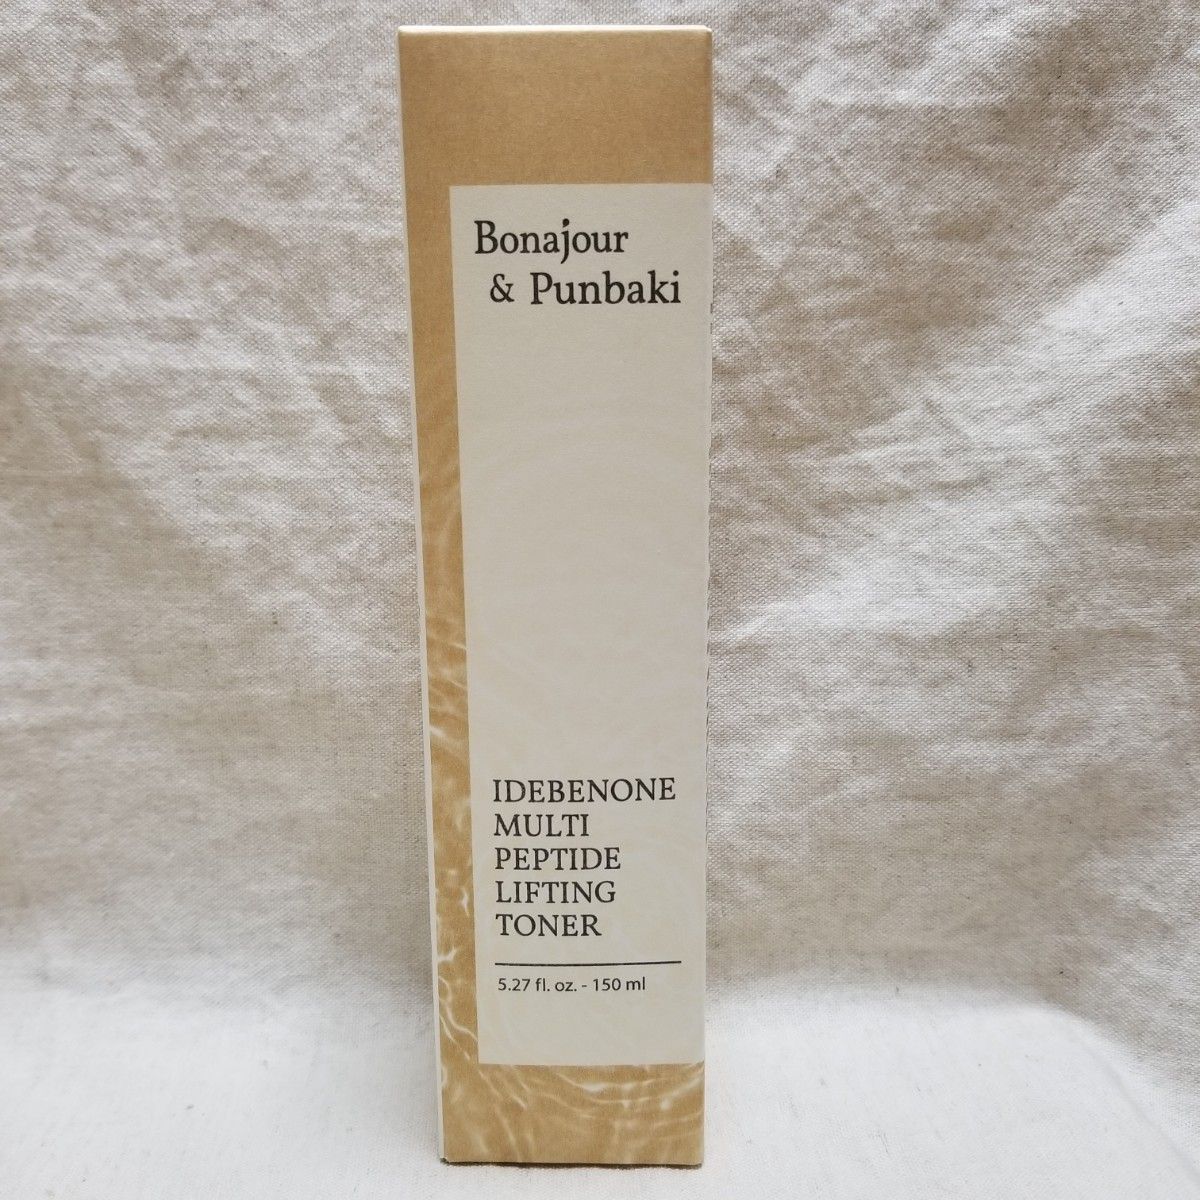 Bonajour
& Punbaki
IDEBENONE
MULTI
PEPTIDE
LIFTING
TONER
5.27 fl. oz. - 150 ml